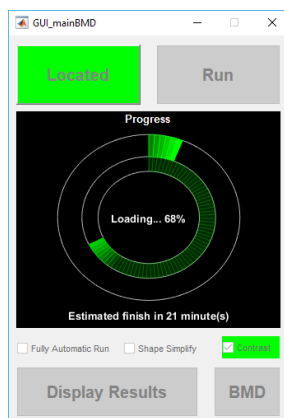 GUI_mainBMD
Located
Run
Progress
Loading... 68%
Estimated finish in 21 minute(s)
Fully Automatic Run
Shape Simplify
Contrast
Display Results
BMD